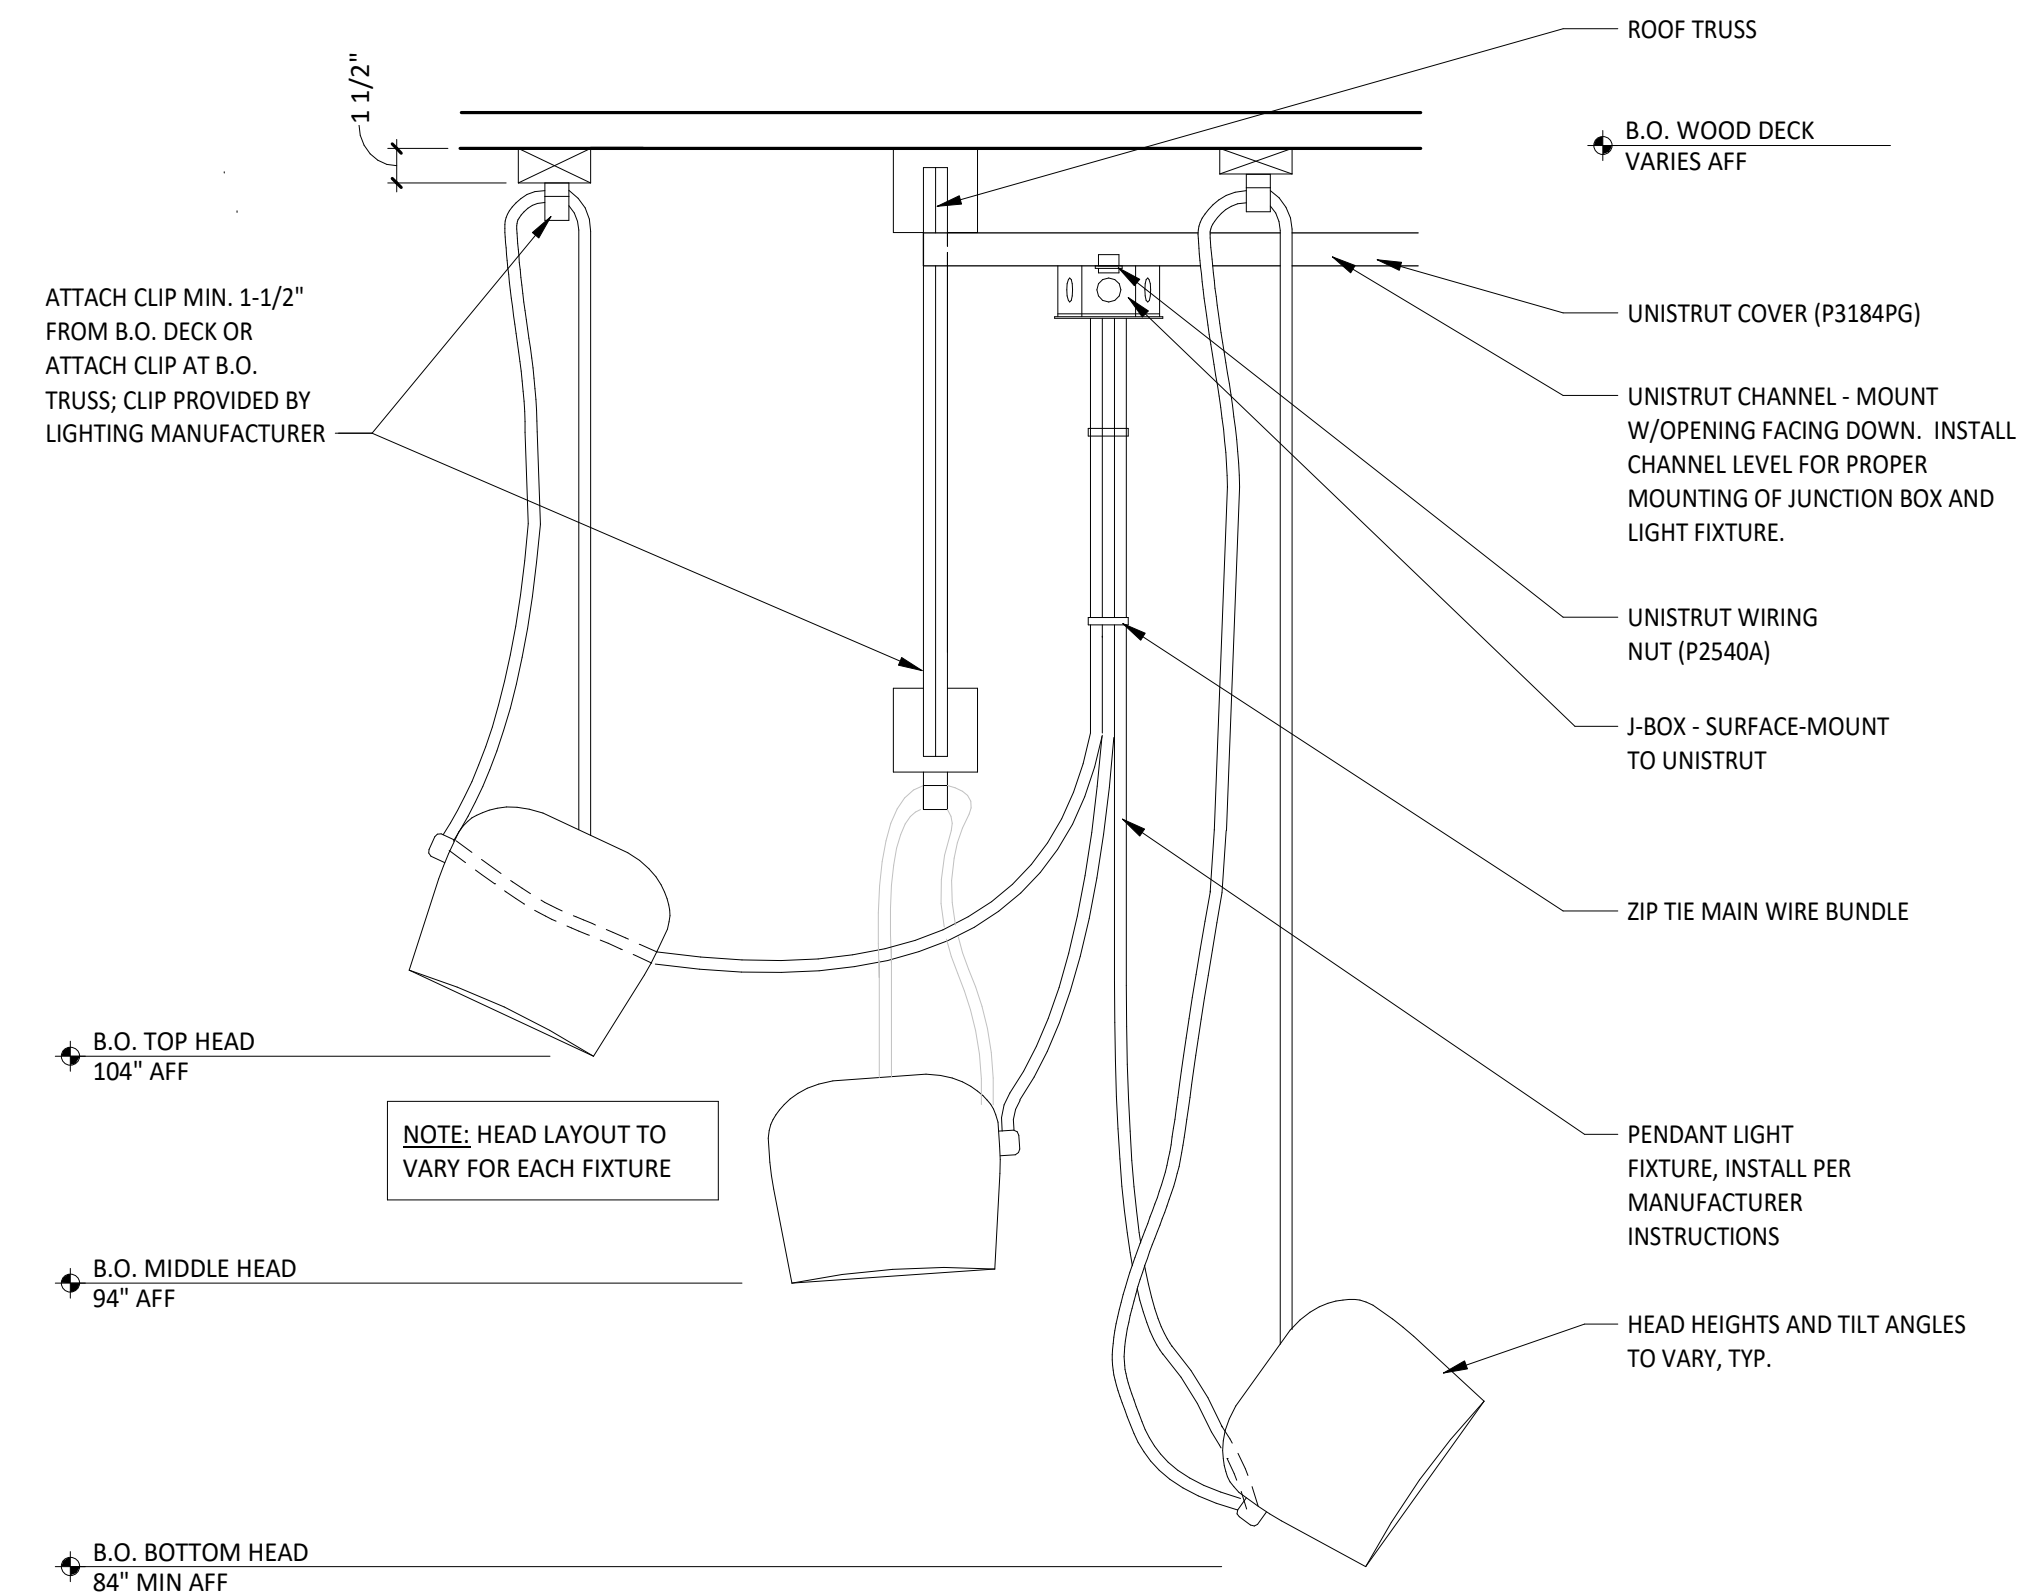 ROOF TRUSS
1 1/2"
B.O. WOOD DECK
VARIES AFF
ATTACH CLIP MIN. 1-1/2"
FROM B.O. DECK OR
ATTACH CLIP AT B.O.
TRUSS; CLIP PROVIDED BY
LIGHTING MANUFACTURER
UNISTRUT COVER (P3184PG)
UNISTRUT CHANNEL - MOUNT
W/OPENING FACING DOWN.  INSTALL
CHANNEL LEVEL FOR PROPER
MOUNTING OF JUNCTION BOX AND
LIGHT FIXTURE.
UNISTRUT WIRING
NUT (P2540A)
J-BOX - SURFACE-MOUNT
TO UNISTRUT
ZIP TIE MAIN WIRE BUNDLE
B.O. TOP HEAD
104" AFF
NOTE: HEAD LAYOUT TO
VARY FOR EACH FIXTURE
PENDANT LIGHT
FIXTURE, INSTALL PER
MANUFACTURER
INSTRUCTIONS
B.O. MIDDLE HEAD
94" AFF
HEAD HEIGHTS AND TILT ANGLES
TO VARY, TYP.
B.O. BOTTOM HEAD
84" MIN AFF